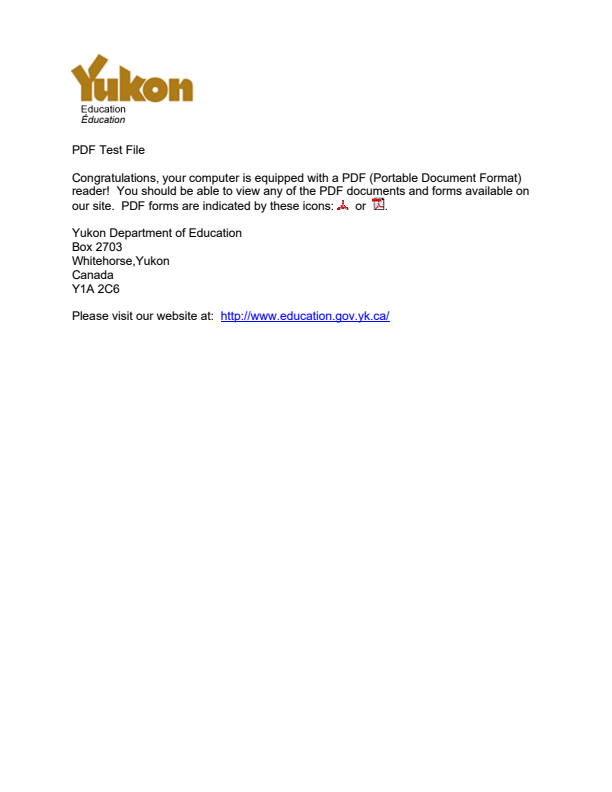 Yukon
Education
Éducation
PDF Test File
Congratulations, your computer is equipped with a PDF (Portable Document Format)
reader!  You should be able to view any of the PDF documents and forms available on
our site.  PDF forms are indicated by these icons: or .
Yukon Department of Education
Box 2703
Whitehorse,Yukon
Canada
Y1A 2C6
Please visit our website at:  http://www.education.gov.yk.ca/